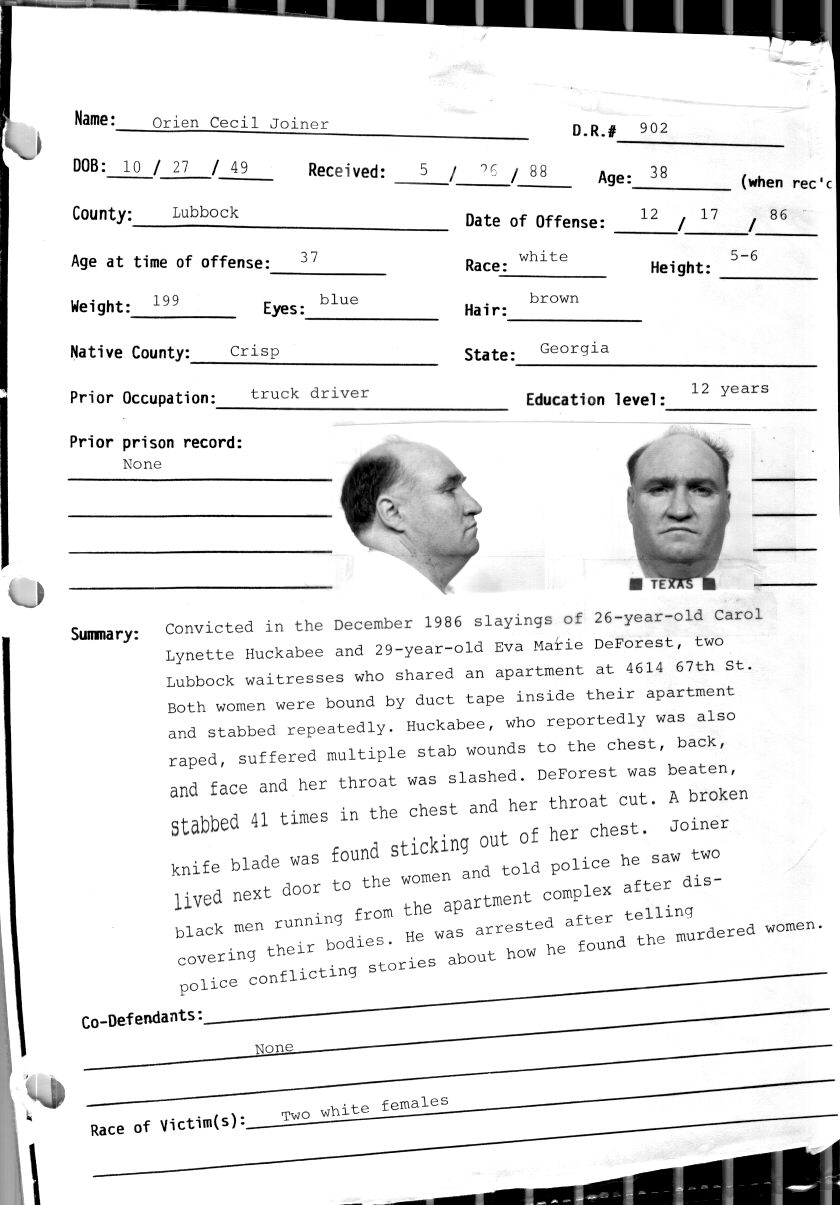 Name: Orien Cecil Joiner D.R.# 902
DOB: 10 / 27 / 49 Received: 5 / 26 / 88 Age: 38 (when rec'd
County: Lubbock Date of Offense: 12 / 17 / 86
Age at time of offense: 37 Race: white Height: 5-6
Weight: 199 Eyes: blue Hair: brown
Native County: Crisp State: Georgia
Prior Occupation: truck driver Education level: 12 years
Prior prison record:
None
TEXAS
Summary: Convicted in the December 1986 slayings of 26-year-old Carol
Lynette Huckabee and 29-year-old Eva Marie DeForest, two
Lubbock waitresses who shared an apartment at 4614 67th St.
Both women were bound by duct tape inside their apartment
and stabbed repeatedly. Huckabee, who reportedly was also
raped, suffered multiple stab wounds to the chest, back,
and face and her throat was slashed. DeForest was beaten,
stabbed 41 times in the chest and her throat cut. A broken
knife blade was found sticking out of her chest. Joiner
lived next door to the women and told police he saw two
black men running from the apartment complex after dis-
covering their bodies. He was arrested after telling
police conflicting stories about how he found the murdered women.
Co-Defendants:
None
Race of Victim(s): Two white females